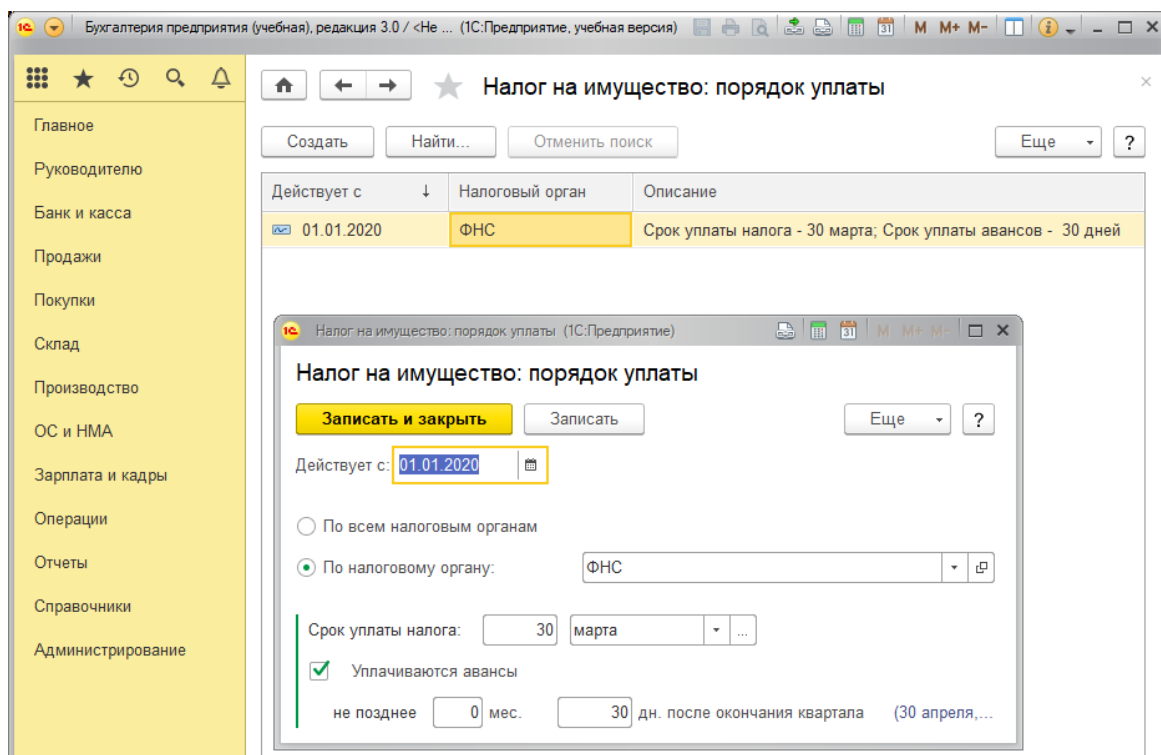 1С Бухгалтерия предприятия (учебная), редакция 3.0 / <Не ... (1С:Предприятие, учебная версия) 31 M M+ M- i
Налог на имущество: порядок уплаты
Главное
Руководителю
Банк и касса
Продажи
Покупки
Склад
Производство
ОС и НМА
Зарплата и кадры
Операции
Отчеты
Справочники
Администрирование
Создать Найти... Отменить поиск Еще ?
Действует с ↓ Налоговый орган Описание
01.01.2020 ФНС Срок уплаты налога - 30 марта; Срок уплаты авансов - 30 дней
1С Налог на имущество: порядок уплаты (1С:Предприятие) 31 M M+ M-
Налог на имущество: порядок уплаты
Записать и закрыть Записать Еще ?
Действует с: 01.01.2020
По всем налоговым органам
По налоговому органу: ФНС
Срок уплаты налога: 30 марта ...
Уплачиваются авансы
не позднее 0 мес. 30 дн. после окончания квартала (30 апреля,...